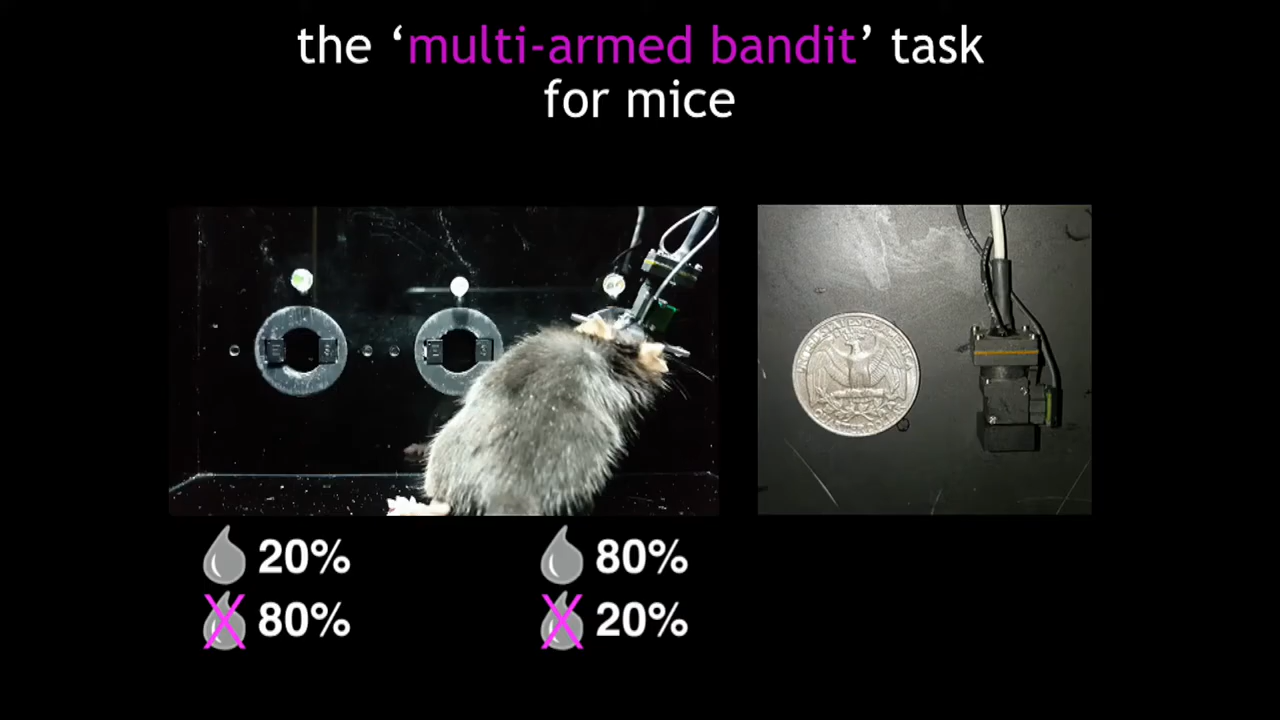 the ‘multi-armed bandit’ task
for mice
20%
80%
80%
20%